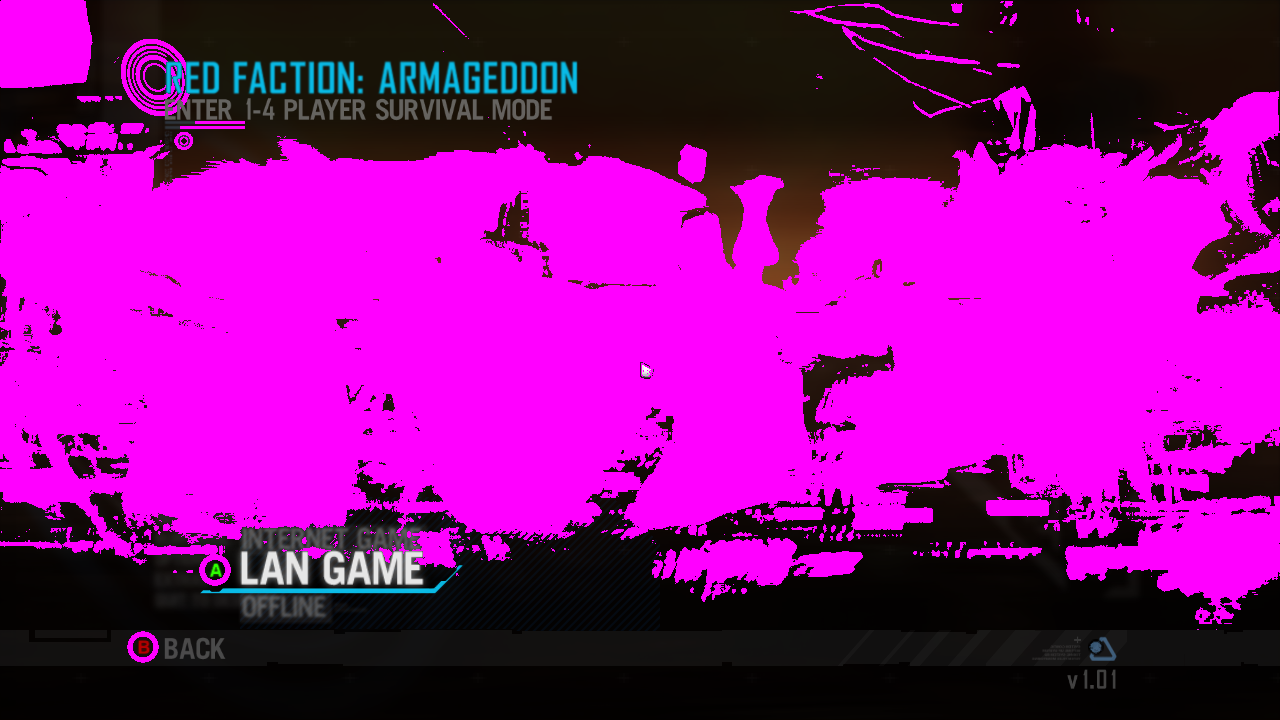 RED FACTION: ARMAGEDDON
ENTER 1-4 PLAYER SURVIVAL MODE
INTERNET GAME
A LAN GAME
OFFLINE
B BACK
v1.01